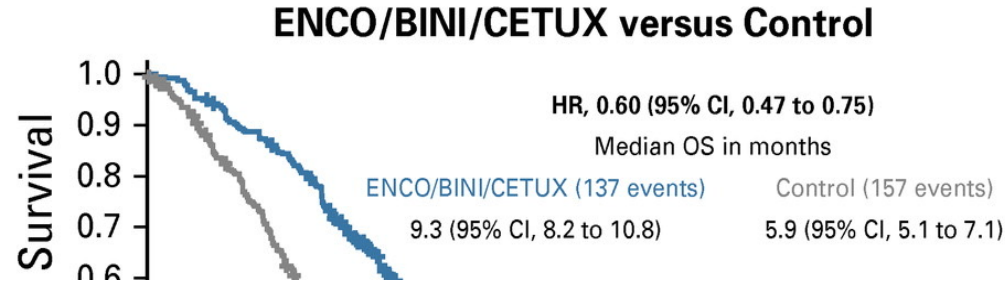 ENCO/BINI/CETUX versus Control
HR, 0.60 (95% CI, 0.47 to 0.75)
Median OS in months
ENCO/BINI/CETUX (137 events) Control (157 events)
9.3 (95% CI, 8.2 to 10.8) 5.9 (95% CI, 5.1 to 7.1)
Survival
1.0
0.9
0.8
0.7
0.6